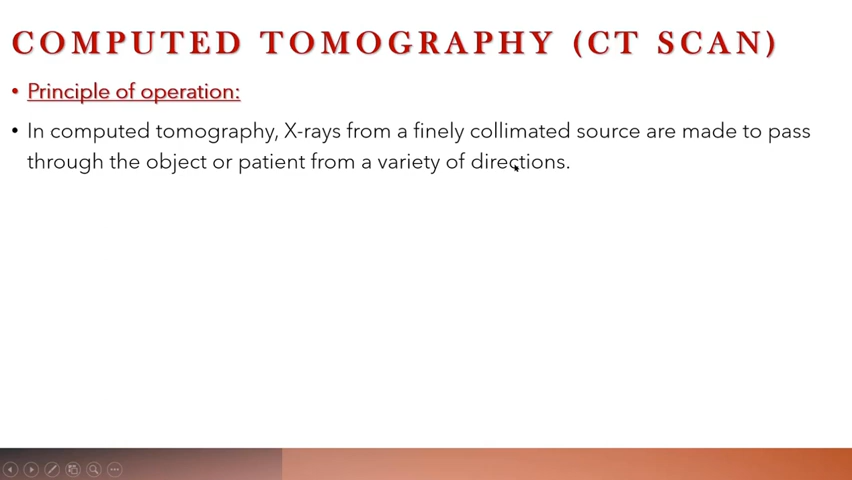 COMPUTED TOMOGRAPHY (CT SCAN)
• Principle of operation:
• In computed tomography, X-rays from a finely collimated source are made to pass
through the object or patient from a variety of directions.